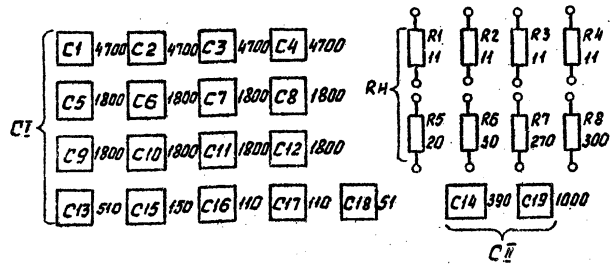 C1 4700 C2 4700 C3 4700 C4 4700
C5 1800 C6 1800 C7 1800 C8 1800
CI
C9 1800 C10 1800 C11 1800 C12 1800
C13 510 C15 150 C16 110 C17 110 C18 51
R1 11 R2 11 R3 11 R4 11
RH
R5 20 R6 30 R7 270 R8 300
C14 390 C19 1000
CII